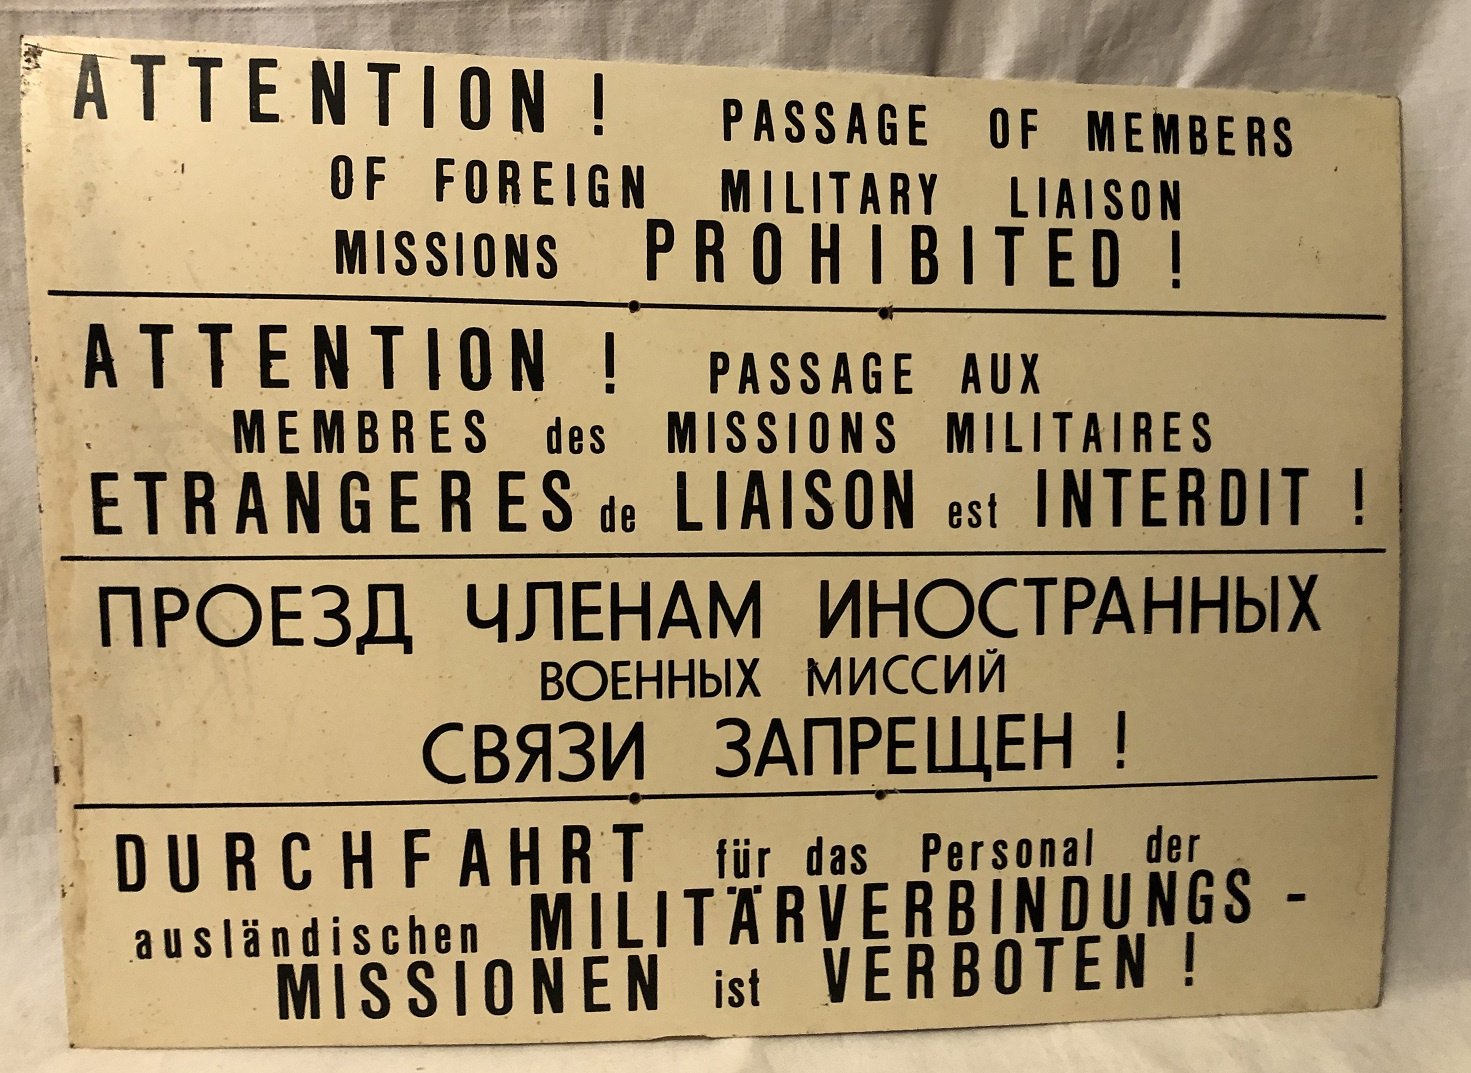 ATTENTION ! PASSAGE OF MEMBERS
OF FOREIGN MILITARY LIAISON
MISSIONS PROHIBITED !
ATTENTION ! PASSAGE AUX
MEMBRES des MISSIONS MILITAIRES
ETRANGERES de LIAISON est INTERDIT !
ПРОЕЗД ЧЛЕНАМ ИНОСТРАННЫХ
ВОЕННЫХ МИССИЙ
СВЯЗИ ЗАПРЕЩЕН !
DURCHFAHRT für das Personal der
ausländischen MILITÄRVERBINDUNGS -
MISSIONEN ist VERBOTEN !